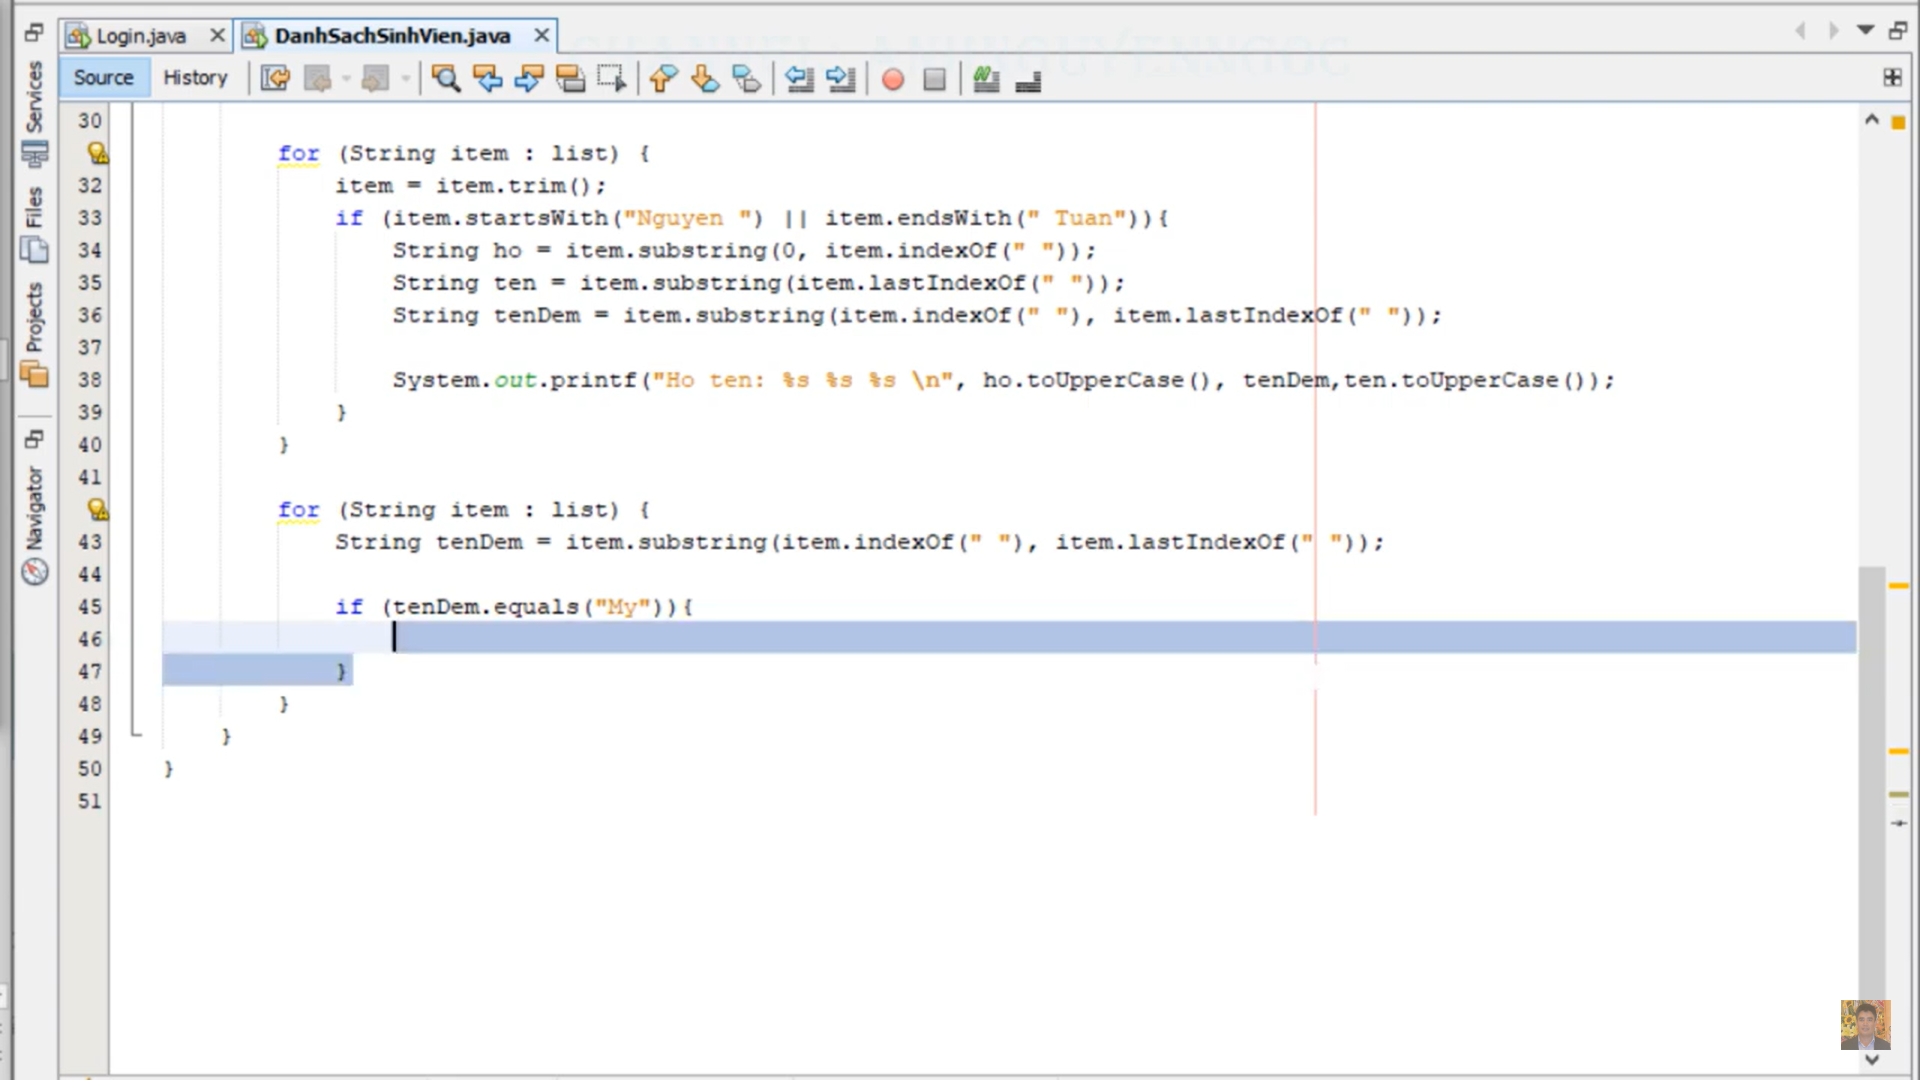 Login.java DanhSachSinhVien.java
Source History
Services
Files
Projects
Navigator
30
for (String item : list) {
32 item = item.trim();
33 if (item.startsWith("Nguyen ") || item.endsWith(" Tuan")){
34 String ho = item.substring(0, item.indexOf(" "));
35 String ten = item.substring(item.lastIndexOf(" "));
36 String tenDem = item.substring(item.indexOf(" "), item.lastIndexOf(" "));
37
38 System.out.printf("Ho ten: %s %s %s \n", ho.toUpperCase(), tenDem,ten.toUpperCase());
39 }
40 }
41
for (String item : list) {
43 String tenDem = item.substring(item.indexOf(" "), item.lastIndexOf(" "));
44
45 if (tenDem.equals("My")){
46
47 }
48 }
49 }
50 }
51